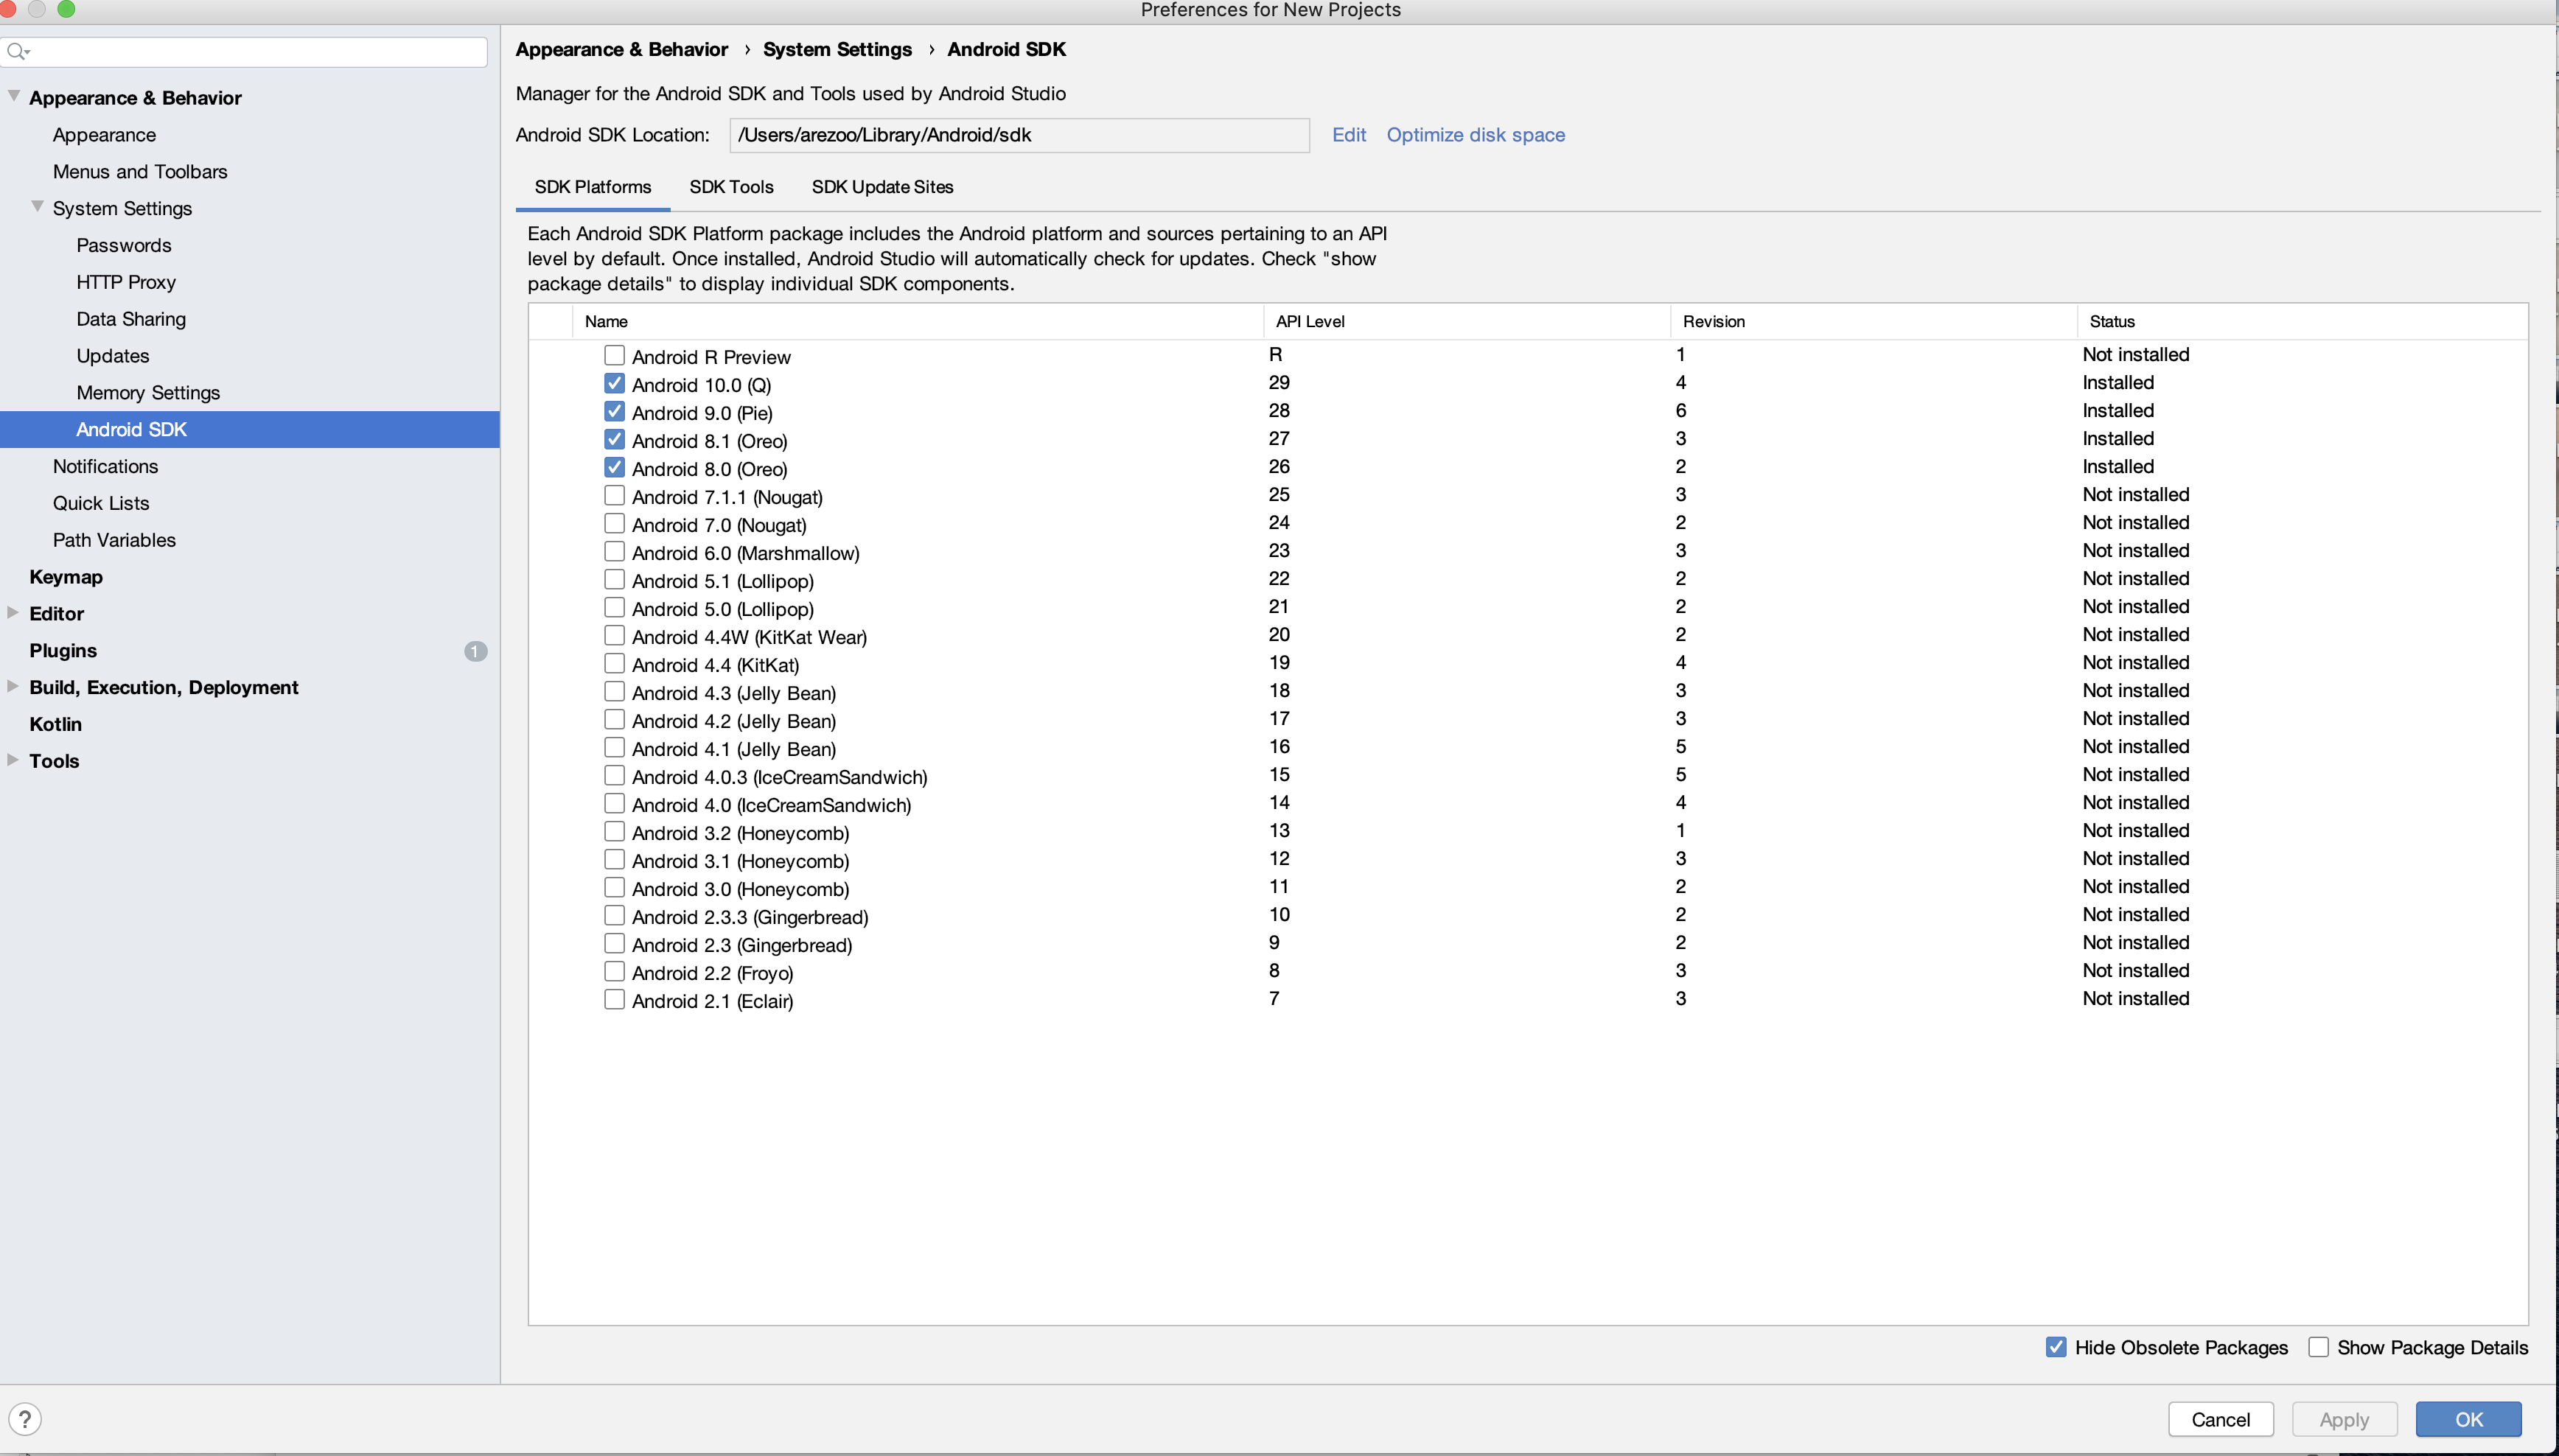 Preferences for New Projects
Appearance & Behavior
Appearance
Menus and Toolbars
System Settings
Passwords
HTTP Proxy
Data Sharing
Updates
Memory Settings
Android SDK
Notifications
Quick Lists
Path Variables
Keymap
Editor
Plugins 1
Build, Execution, Deployment
Kotlin
Tools
Appearance & Behavior › System Settings › Android SDK
Manager for the Android SDK and Tools used by Android Studio
Android SDK Location: /Users/arezoo/Library/Android/sdk Edit Optimize disk space
SDK Platforms SDK Tools SDK Update Sites
Each Android SDK Platform package includes the Android platform and sources pertaining to an API
level by default. Once installed, Android Studio will automatically check for updates. Check "show
package details" to display individual SDK components.
Name API Level Revision Status
Android R Preview R 1 Not installed
Android 10.0 (Q) 29 4 Installed
Android 9.0 (Pie) 28 6 Installed
Android 8.1 (Oreo) 27 3 Installed
Android 8.0 (Oreo) 26 2 Installed
Android 7.1.1 (Nougat) 25 3 Not installed
Android 7.0 (Nougat) 24 2 Not installed
Android 6.0 (Marshmallow) 23 3 Not installed
Android 5.1 (Lollipop) 22 2 Not installed
Android 5.0 (Lollipop) 21 2 Not installed
Android 4.4W (KitKat Wear) 20 2 Not installed
Android 4.4 (KitKat) 19 4 Not installed
Android 4.3 (Jelly Bean) 18 3 Not installed
Android 4.2 (Jelly Bean) 17 3 Not installed
Android 4.1 (Jelly Bean) 16 5 Not installed
Android 4.0.3 (IceCreamSandwich) 15 5 Not installed
Android 4.0 (IceCreamSandwich) 14 4 Not installed
Android 3.2 (Honeycomb) 13 1 Not installed
Android 3.1 (Honeycomb) 12 3 Not installed
Android 3.0 (Honeycomb) 11 2 Not installed
Android 2.3.3 (Gingerbread) 10 2 Not installed
Android 2.3 (Gingerbread) 9 2 Not installed
Android 2.2 (Froyo) 8 3 Not installed
Android 2.1 (Eclair) 7 3 Not installed
Hide Obsolete Packages Show Package Details
? Cancel Apply OK